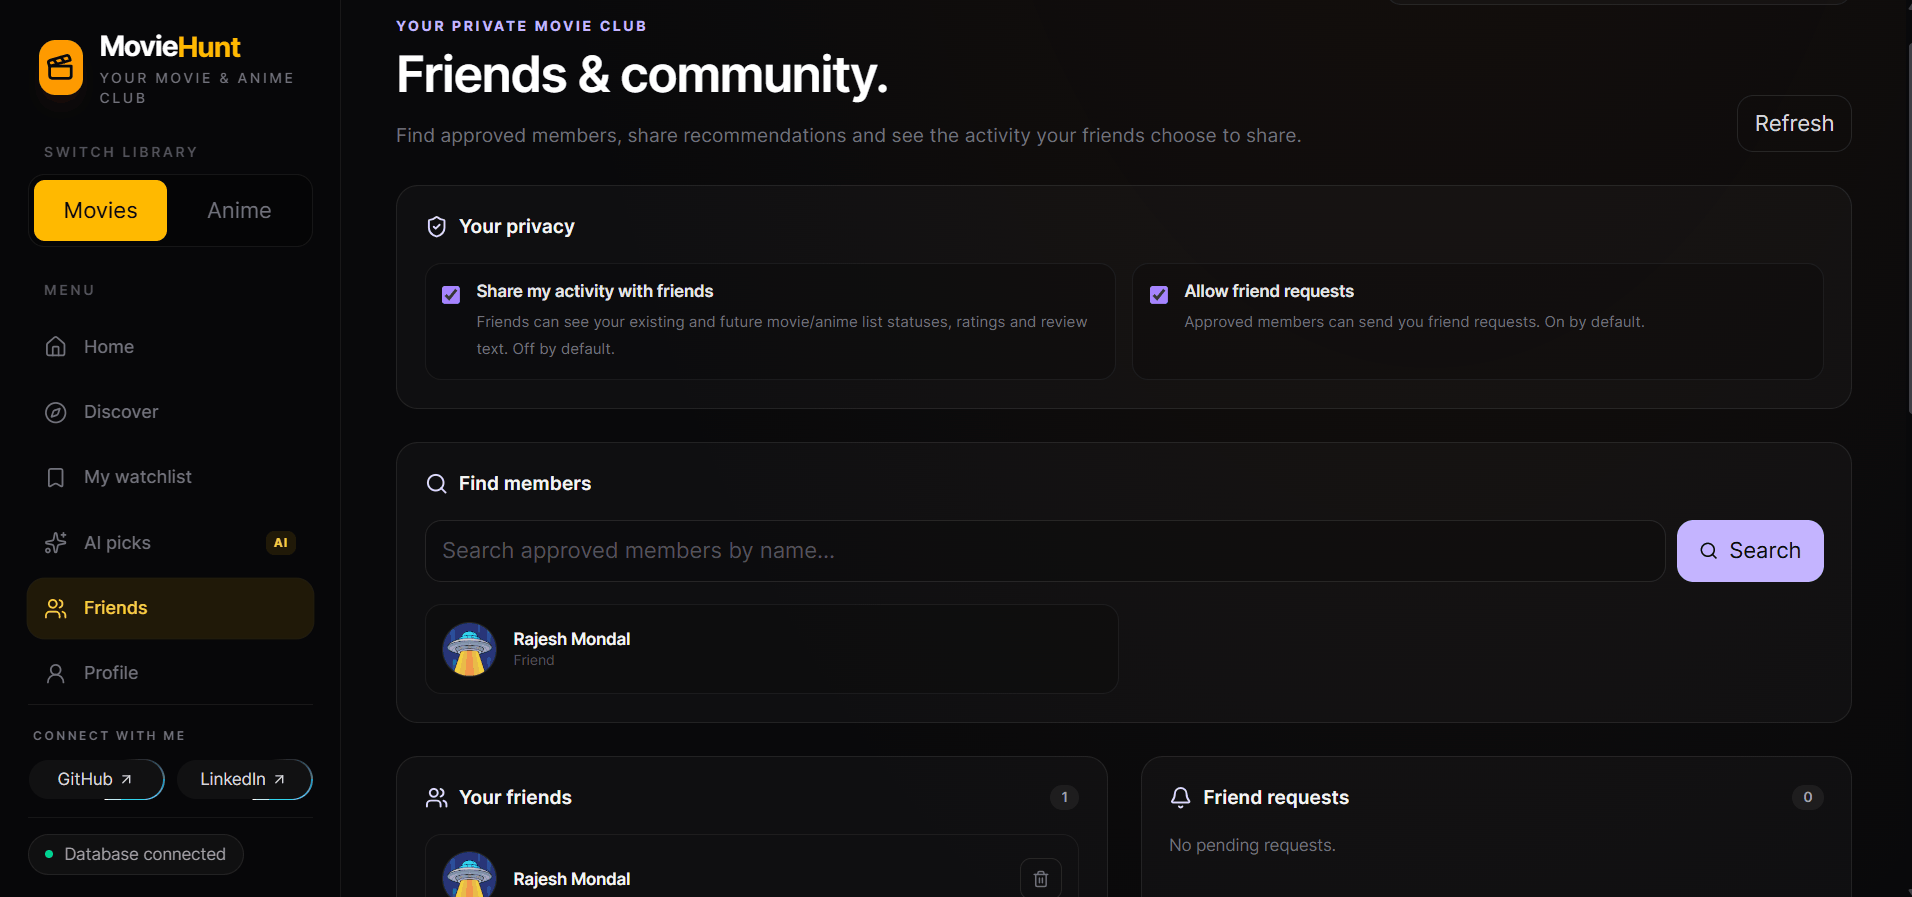 MovieHunt
YOUR MOVIE & ANIME
CLUB
SWITCH LIBRARY
Movies
Anime
MENU
Home
Discover
My watchlist
AI picks
AI
Friends
Profile
CONNECT WITH ME
GitHub ↗
LinkedIn ↗
Database connected
YOUR PRIVATE MOVIE CLUB
Friends & community.
Find approved members, share recommendations and see the activity your friends choose to share.
Refresh
Your privacy
Share my activity with friends
Friends can see your existing and future movie/anime list statuses, ratings and review
text. Off by default.
Allow friend requests
Approved members can send you friend requests. On by default.
Find members
Search approved members by name...
Search
Rajesh Mondal
Friend
Your friends
1
Rajesh Mondal
Friend requests
0
No pending requests.